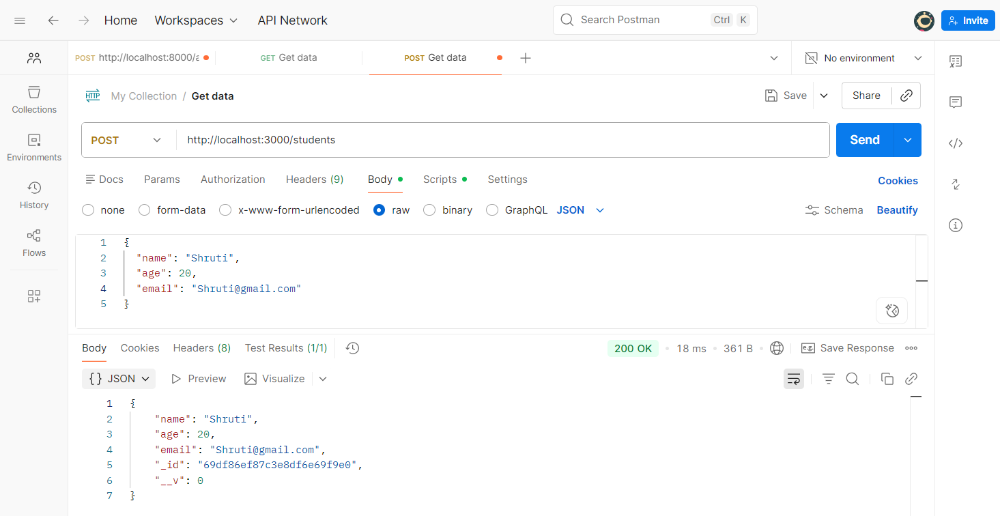 Home Workspaces API Network Search Postman Ctrl K Invite
POST http://localhost:8000/a GET Get data POST Get data No environment
HTTP My Collection / Get data Save Share
Collections
POST http://localhost:3000/students Send
Environments
Docs Params Authorization Headers (9) Body Scripts Settings Cookies
History
none form-data x-www-form-urlencoded raw binary GraphQL JSON Schema Beautify
Flows
1 {
2 "name": "Shruti",
3 "age": 20,
4 "email": "Shruti@gmail.com"
5 }
Body Cookies Headers (8) Test Results (1/1) 200 OK • 18 ms • 361 B • e.g. Save Response
{} JSON Preview Visualize
1 {
2 "name": "Shruti",
3 "age": 20,
4 "email": "Shruti@gmail.com",
5 "_id": "69df86ef87c3e8df6e69f9e0",
6 "__v": 0
7 }